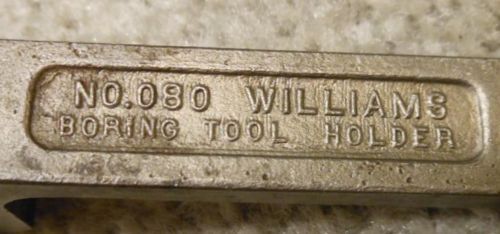 NO.080 WILLIAMS
BORING TOOL HOLDER